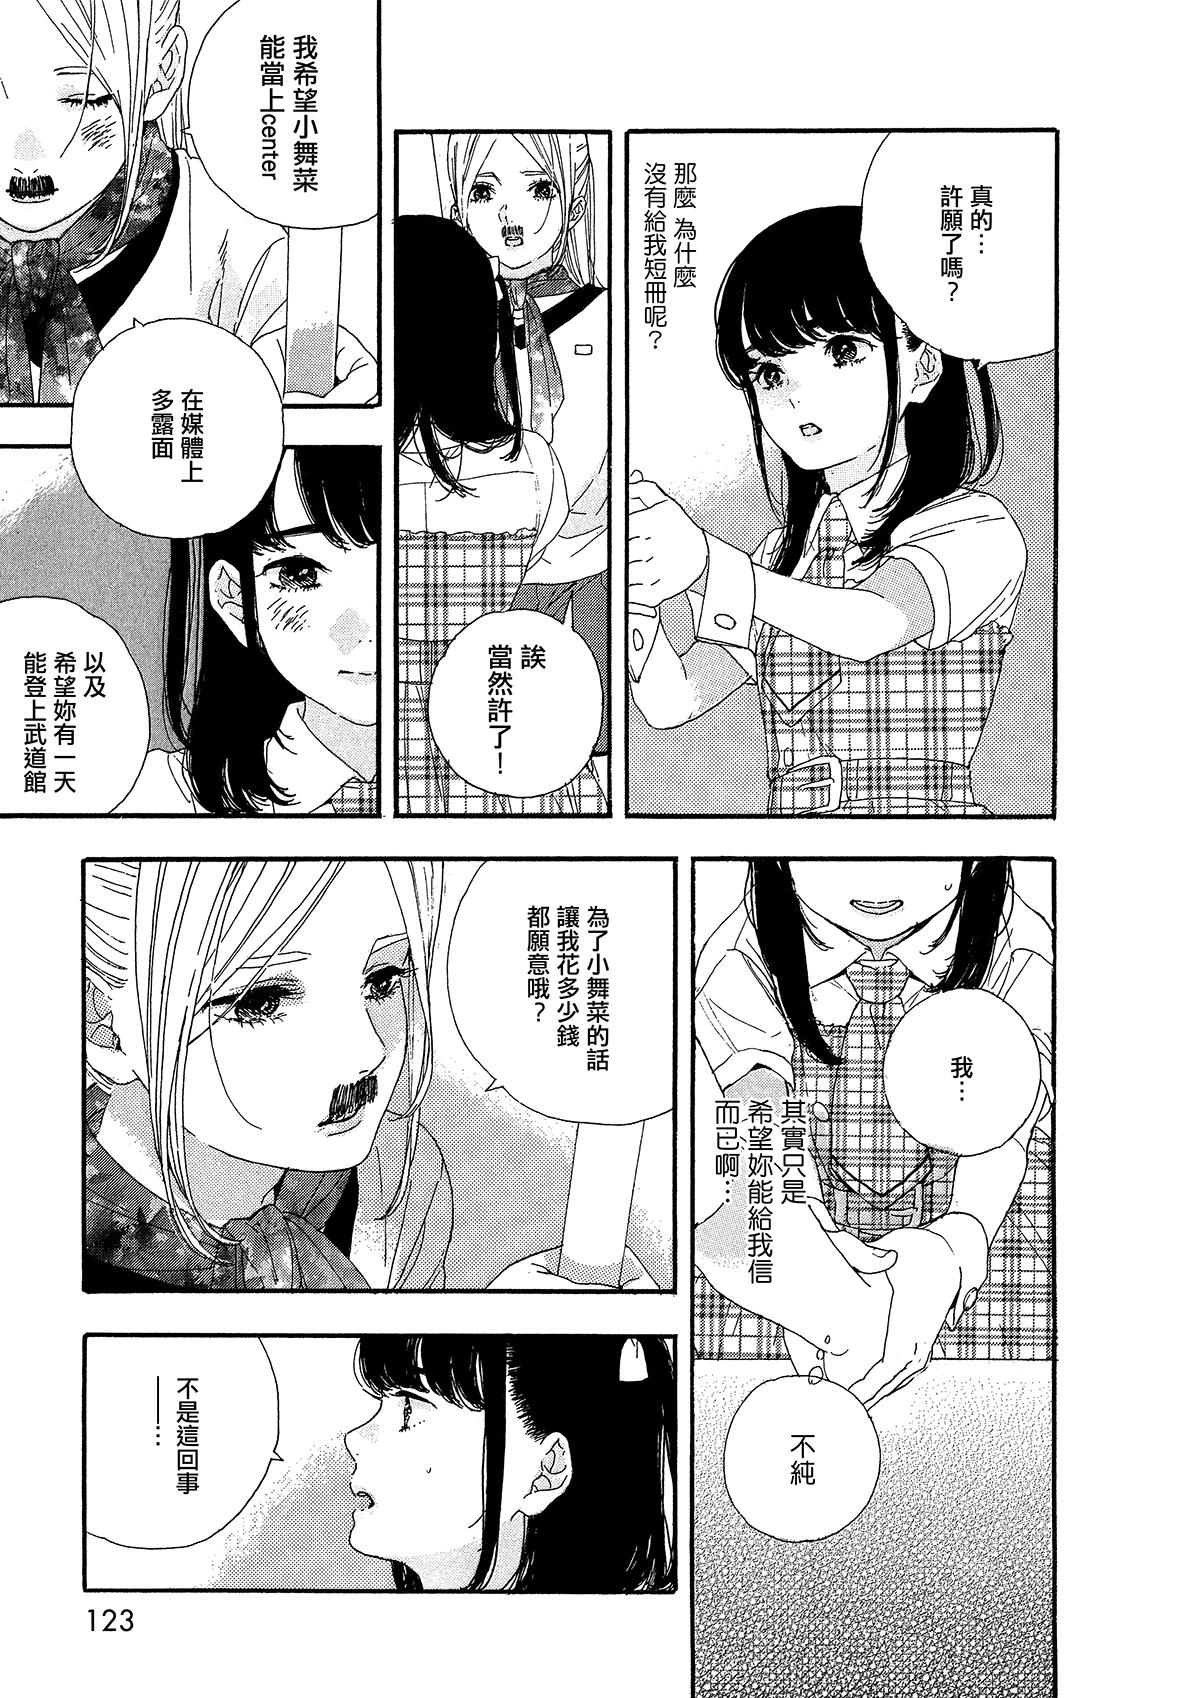 真的…
許願了嗎？
那麼 為什麼
沒有給我短冊呢？
誒
當然許了！
我希望小舞菜
能當上center
在媒體上
多露面
以及
希望妳有一天
能登上武道館
我…
其實只是
希望妳能給我信
而已啊…
不純
為了小舞菜的話
讓我花多少錢
都願意哦？
不是這回事
——…
123